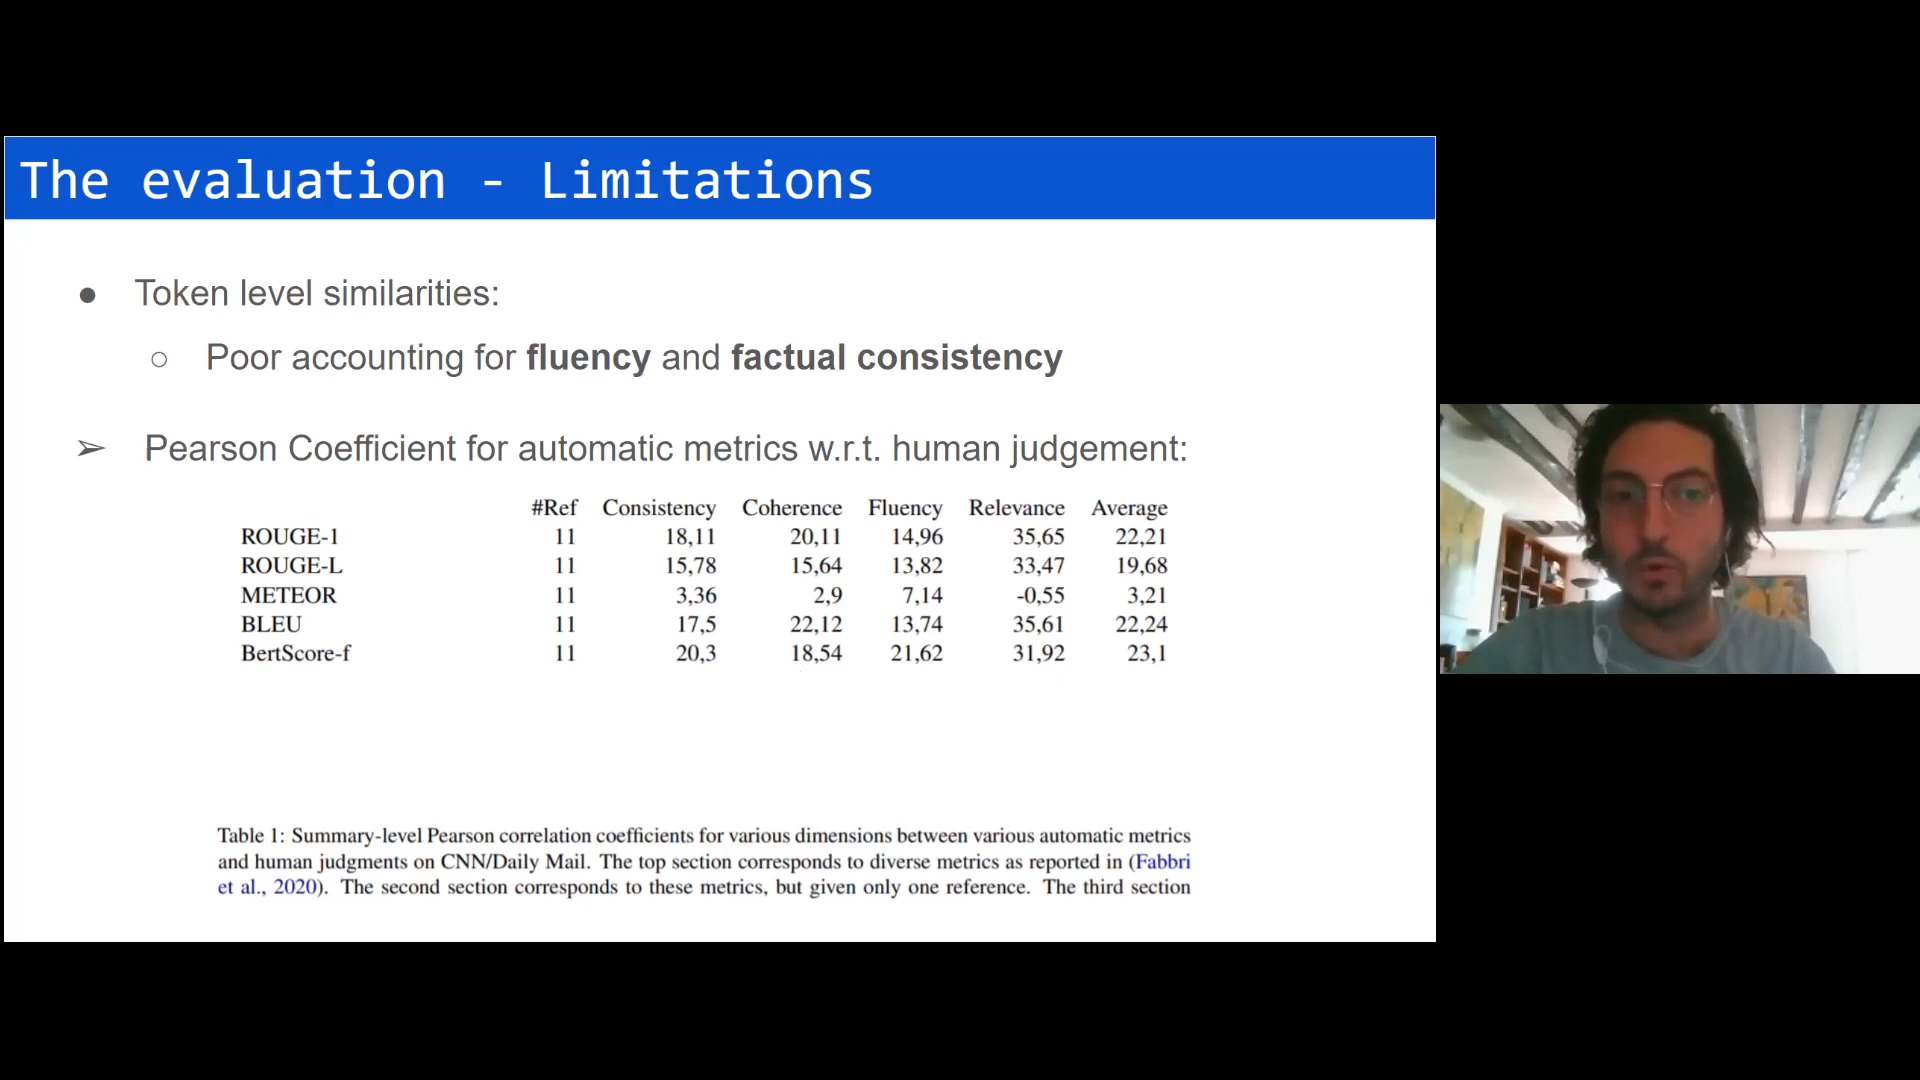 The evaluation - Limitations
● Token level similarities:
○ Poor accounting for fluency and factual consistency
➢ Pearson Coefficient for automatic metrics w.r.t. human judgement:
#Ref Consistency Coherence Fluency Relevance Average
ROUGE-1 11 18,11 20,11 14,96 35,65 22,21
ROUGE-L 11 15,78 15,64 13,82 33,47 19,68
METEOR 11 3,36 2,9 7,14 -0,55 3,21
BLEU 11 17,5 22,12 13,74 35,61 22,24
BertScore-f 11 20,3 18,54 21,62 31,92 23,1
Table 1: Summary-level Pearson correlation coefficients for various dimensions between various automatic metrics
and human judgments on CNN/Daily Mail. The top section corresponds to diverse metrics as reported in (Fabbri
et al., 2020). The second section corresponds to these metrics, but given only one reference. The third section